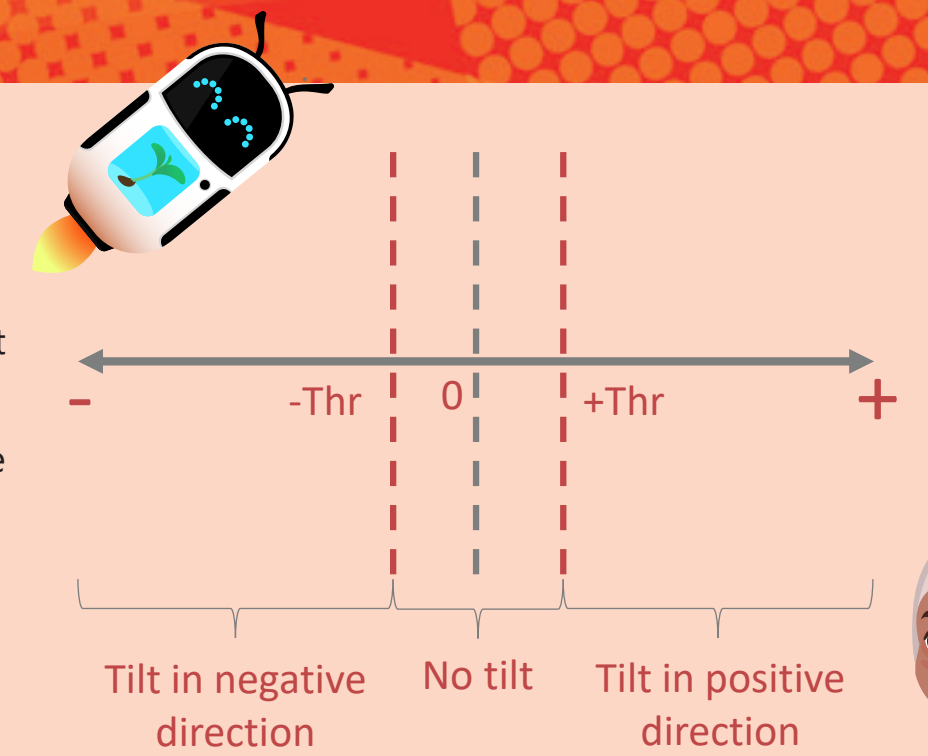 t
-Thr 0 +Thr
- +
e
Tilt in negative
direction
No tilt
Tilt in positive
direction